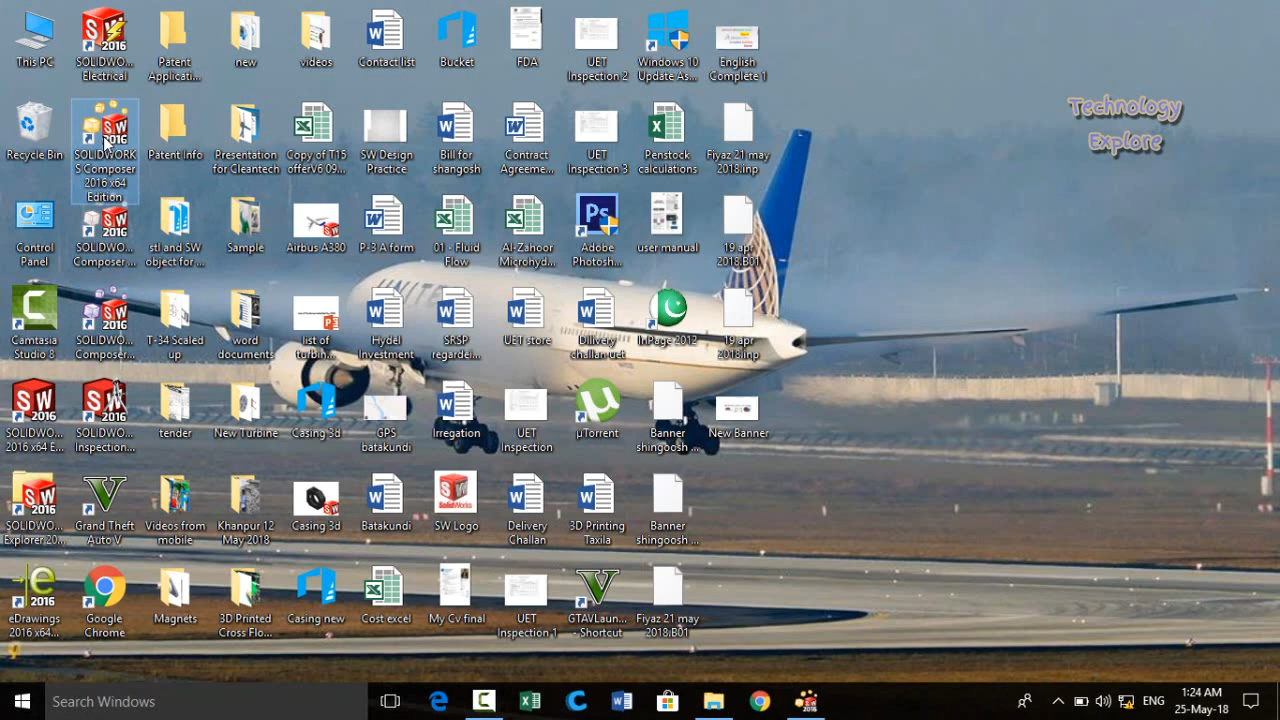 This PC
SOLIDWO...
Electrical
Patent
Applicati...
new
videos
Contact list
Bucket
FDA
UET
Inspection 2
Windows 10
Update As...
English
Complete 1
Recycle Bin
SOLIDWORK
S Composer
2016 x64
Edition
Patent Info
Presentation
for Cleantech
Copy of T15
offerV6 09...
SW Design
Practice
Bill for
shangosh
Contract
Agreeme...
UET
Inspection 3
Penstock
calculations
Fiyaz 21 may
2018.inp
Technology
Explore
Control
Panel
SOLIDWO...
Composer ...
stl and SW
object for ...
Sample
Airbus A380
P-3 A form
01 - Fluid
Flow
Al-Zahoor
Microhyd...
Ps
Adobe
Photosh...
user manual
19 apr
2018.B01
Camtasia
Studio 8
SOLIDWO...
Composer...
T-34 Scaled
up
word
documents
list of
turbin...
Hydel
Investment
SRSP
regardei...
UET store
Dilivery
challan uet
InPage 2012
19 apr
2018.inp
SOLIDWO...
2016 x64 E...
SOLIDWO...
Inspection...
tender
New Turbine
Casing 3d
GPS
batakundi
Irregation
UET
Inspection
µTorrent
Banner
shingoosh ...
New Banner
SOLIDWO...
Explorer 20...
Grand Theft
Auto V
Videos from
mobile
Khanpur 12
May 2018
Casing 3d
Batakundi
SolidWorks
SW Logo
Delivery
Challan
3D Printing
Taxila
Banner
shingoosh ...
eDrawings
2016 x64...
Google
Chrome
Magnets
3D Printed
Cross Flo...
Casing new
Cost excel
My Cv final
UET
Inspection 1
GTAVLaun...
- Shortcut
Fiyaz 21 may
2018.B01
Search Windows
ENG
1:24 AM
25-May-18